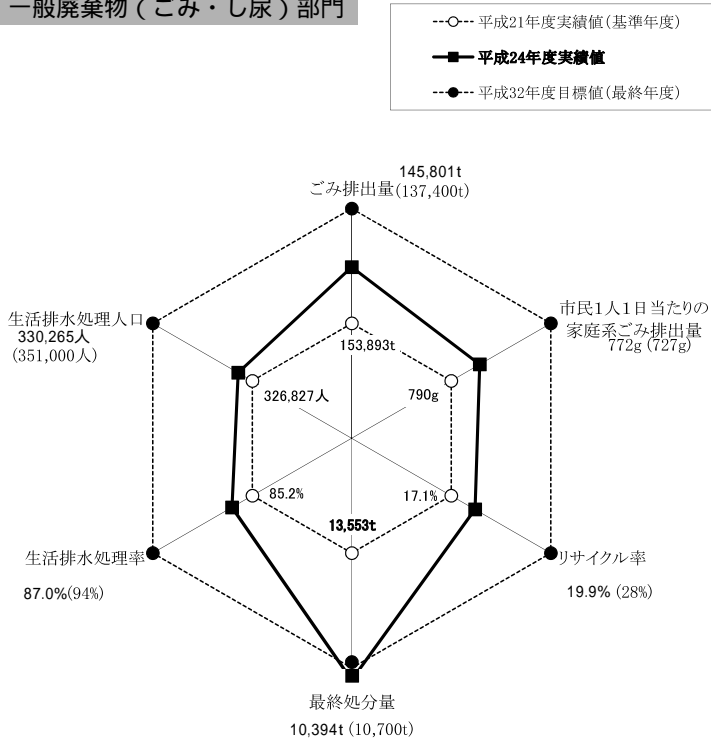 一般廃棄物（ごみ・し尿）部門
平成21年度実績値(基準年度)
平成24年度実績値
平成32年度目標値(最終年度)
145,801t
ごみ排出量(137,400t)
市民1人1日当たりの
家庭系ごみ排出量
772g (727g)
生活排水処理人口
330,265人
(351,000人)
153,893t
326,827人
790g
85.2%
17.1%
13,553t
生活排水処理率
87.0%(94%)
リサイクル率
19.9% (28%)
最終処分量
10,394t (10,700t)